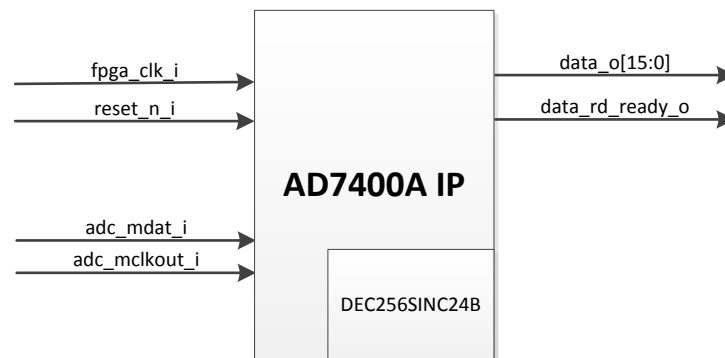 fpga_clk_i
reset_n_i
adc_mdat_i
adc_mclkout_i
AD7400A IP
DEC256SINC24B
data_o[15:0]
data_rd_ready_o